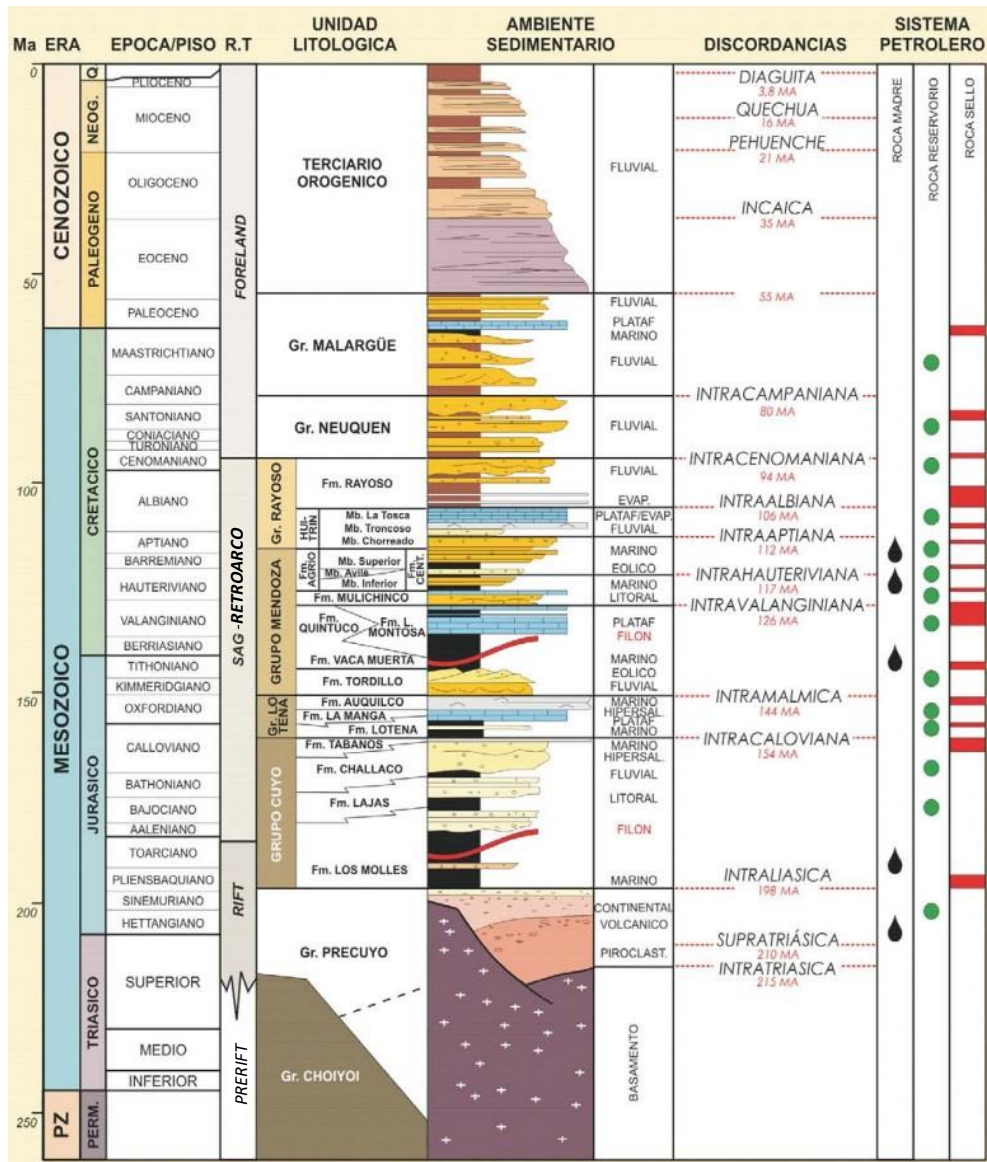 UNIDAD AMBIENTE SISTEMA
Ma ERA EPOCA/PISO R.T LITOLOGICA SEDIMENTARIO DISCORDANCIAS PETROLERO
0
50
100
150
200
250
CENOZOICO
MESOZOICO
PZ
Q
NEOG.
PALEOGENO
CRETACICO
JURASICO
TRIASICO
PERM.
PLIOCENO
MIOCENO
OLIGOCENO
EOCENO
PALEOCENO
MAASTRICHTIANO
CAMPANIANO
SANTONIANO
CONIACIANO
TURONIANO
CENOMANIANO
ALBIANO
APTIANO
BARREMIANO
HAUTERIVIANO
VALANGINIANO
BERRIASIANO
TITHONIANO
KIMMERIDGIANO
OXFORDIANO
CALLOVIANO
BATHONIANO
BAJOCIANO
AALENIANO
TOARCIANO
PLIENSBAQUIANO
SINEMURIANO
HETTANGIANO
SUPERIOR
MEDIO
INFERIOR
FORELAND
SAG-RETROARCO
RIFT
PRERIFT
TERCIARIO
OROGENICO
Gr. MALARGÜE
Gr. NEUQUEN
Gr. RAYOSO
Fm. RAYOSO
HUI-
TRIN
Mb. La Tosca
Mb. Troncoso
Mb. Chorreado
GRUPO MENDOZA
Fm.
AGRIO
Mb. Superior
Mb. Avile
Mb. Inferior
Fm.
CENT.
Fm. MULICHINCO
Fm.
QUINTUCO
Fm. L.
MONTOSA
Fm. VACA MUERTA
Fm. TORDILLO
Gr. LO
TENA
Fm. AUQUILCO
Fm. LA MANGA
Fm. LOTENA
GRUPO CUYO
Fm. TABANOS
Fm. CHALLACO
Fm. LAJAS
Fm. LOS MOLLES
Gr. PRECUYO
Gr. CHOIYOI
FLUVIAL
FLUVIAL
PLATAF
MARINO
FLUVIAL
FLUVIAL
FLUVIAL
EVAP.
PLATAF/EVAP.
FLUVIAL
MARINO
EOLICO
MARINO
LITORAL
PLATAF
FILON
MARINO
EOLICO
FLUVIAL
MARINO
HIPERSAL.
PLATAF
MARINO
MARINO
HIPERSAL.
FLUVIAL
LITORAL
FILON
MARINO
CONTINENTAL
VOLCANICO
PIROCLAST.
BASAMENTO
DIAGUITA
3,8 MA
QUECHUA
16 MA
PEHUENCHE
21 MA
INCAICA
35 MA
55 MA
INTRACAMPANIANA
80 MA
INTRACENOMANIANA
94 MA
INTRAALBIANA
106 MA
INTRAAPTIANA
112 MA
INTRAHAUTERIVIANA
117 MA
INTRAVALANGINIANA
126 MA
INTRAMALMICA
144 MA
INTRACALOVIANA
154 MA
INTRALIASICA
198 MA
SUPRATRIÁSICA
210 MA
INTRATRIASICA
215 MA
ROCA MADRE
ROCA RESERVORIO
ROCA SELLO